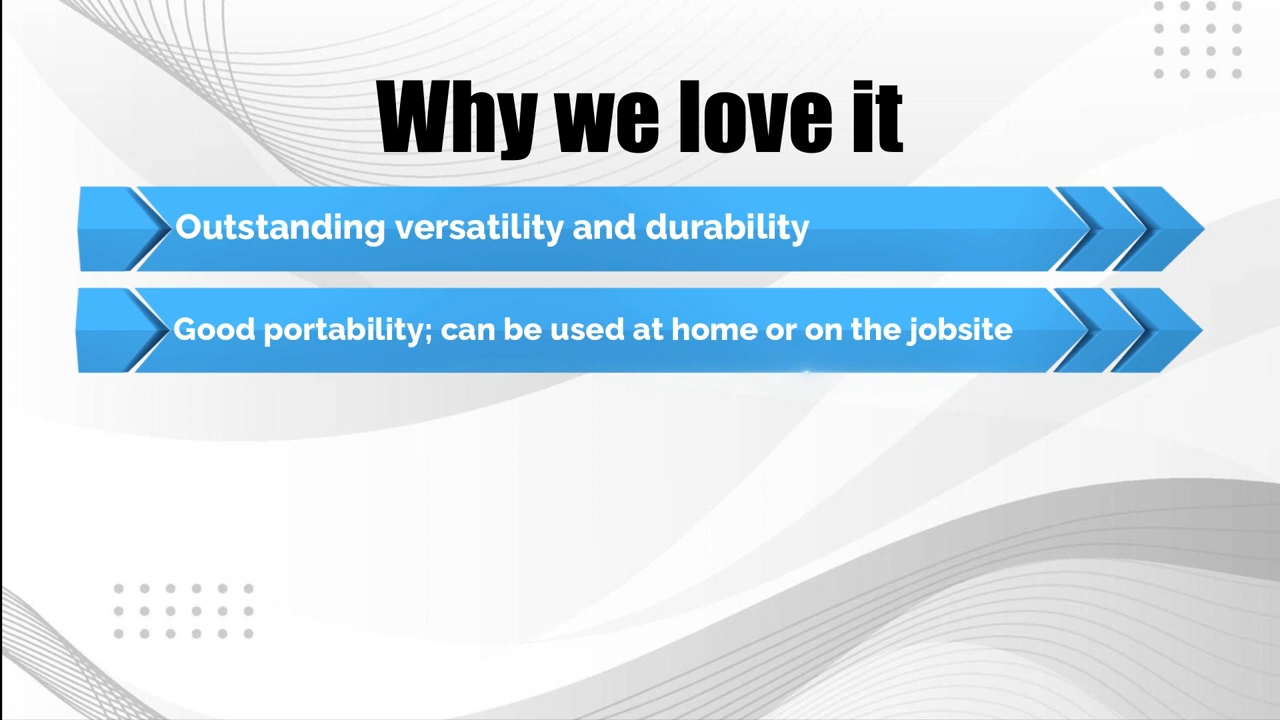 Why we love it
Outstanding versatility and durability
Good portability; can be used at home or on the jobsite